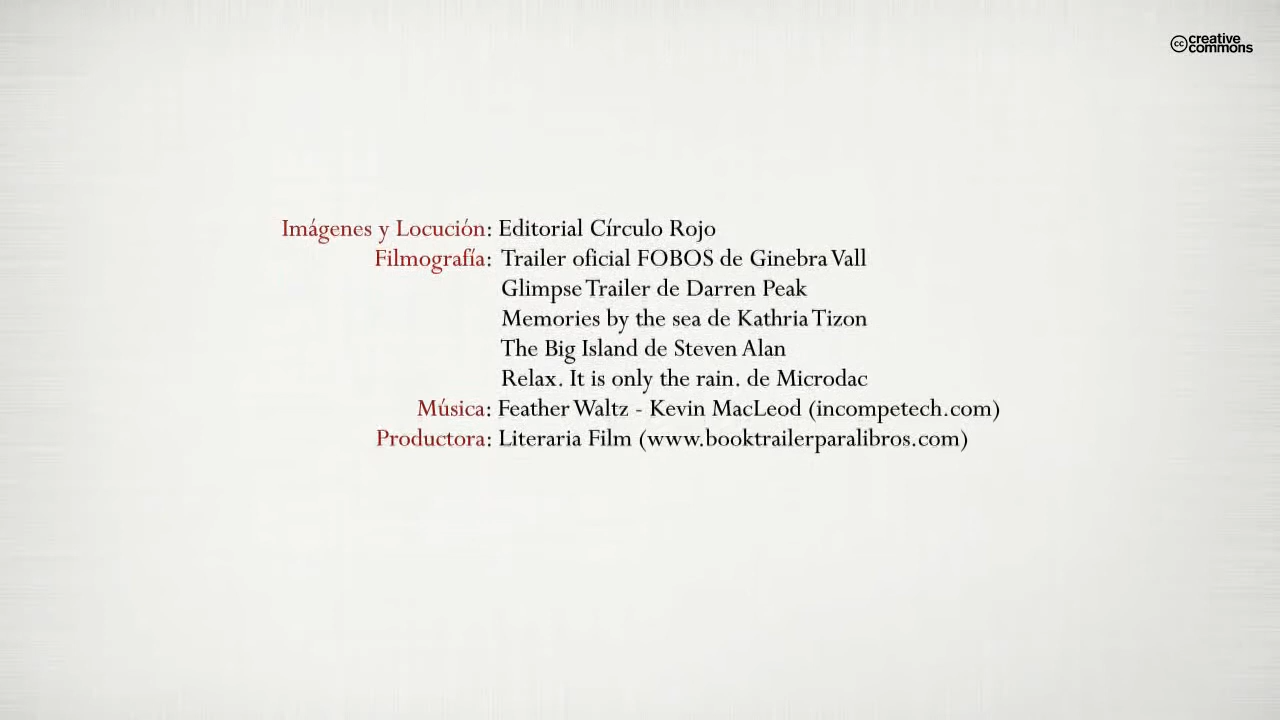 cc creative
commons
Imágenes y Locución: Editorial Círculo Rojo
Filmografía: Trailer oficial FOBOS de Ginebra Vall
Glimpse Trailer de Darren Peak
Memories by the sea de Kathria Tizon
The Big Island de Steven Alan
Relax. It is only the rain. de Microdac
Música: Feather Waltz - Kevin MacLeod (incompetech.com)
Productora: Literaria Film (www.booktrailerparalibros.com)